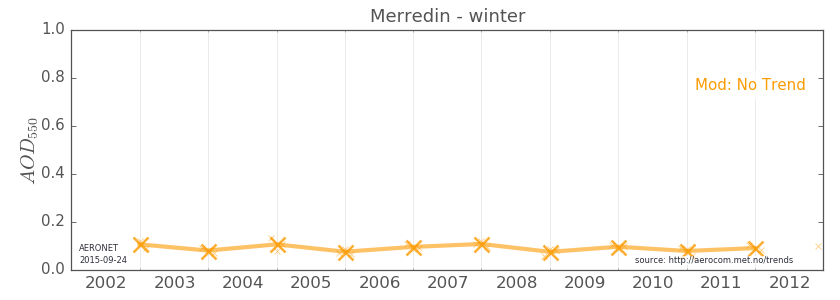 Merredin - winter
1.0
0.8
0.6
0.4
0.2
0.0
AOD550
Mod: No Trend
AERONET
2015-09-24
source: http://aerocom.met.no/trends
2002 2003 2004 2005 2006 2007 2008 2009 2010 2011 2012